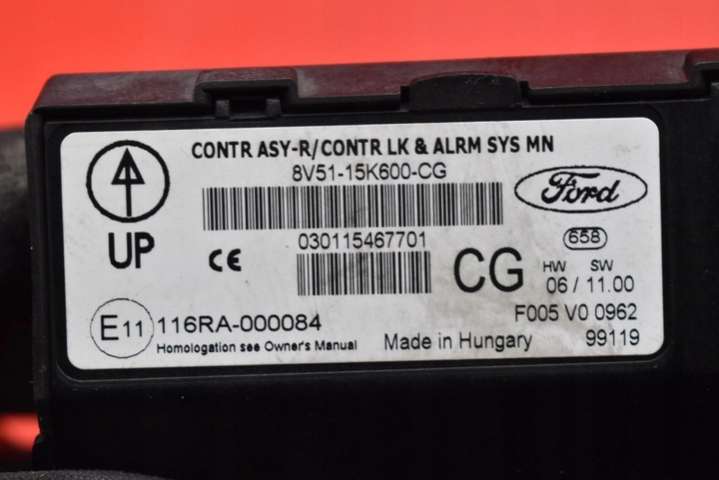 CONTR ASY-R/CONTR LK & ALRM SYS MN
8V51-15K600-CG
Ford
UP
CE
030115467701
CG
658
HW SW
06 / 11.00
E11 116RA-000084
F005 V0 0962
Homologation see Owner's Manual
Made in Hungary
99119